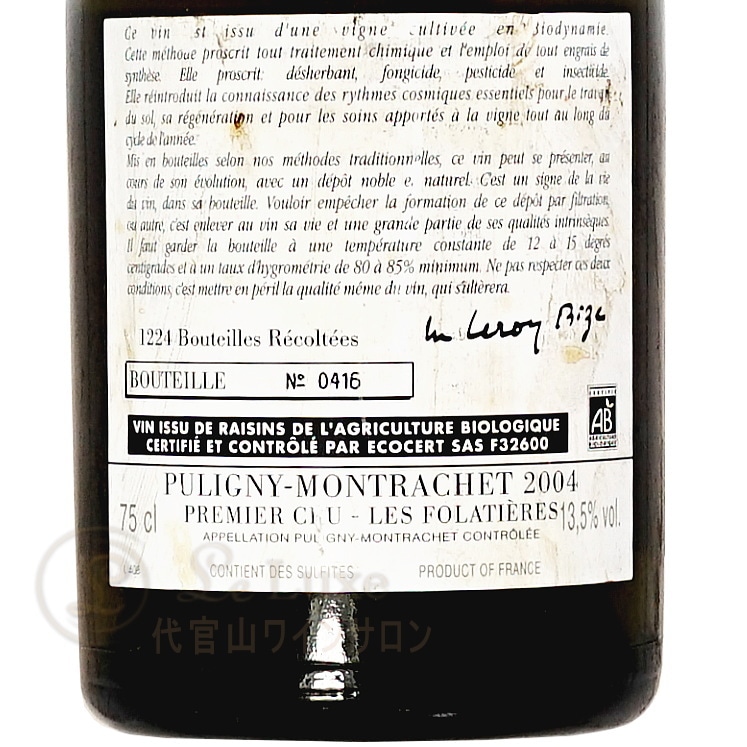 Ce vin est issu d'une vigne cultivée en Biodynamie.
Cette méthode proscrit tout traitement chimique et l'emploi de tout engrais de
synthèse. Elle proscrit désherbant, fongicide, pesticide et insecticide.
Elle réintroduit la connaissance des rythmes cosmiques essentiels pour le travail
du sol, sa régénération et pour les soins apportés à la vigne tout au long du
cycle de l'année.
Mis en bouteilles selon nos méthodes traditionnelles, ce vin peut se présenter, au
cours de son évolution, avec un dépôt noble et naturel. C'est un signe de la vie
du vin, dans sa bouteille. Vouloir empêcher la formation de ce dépôt par filtration,
ou autre, c'est enlever au vin sa vie et une grande partie de ses qualités intrinsèques.
Il faut garder la bouteille à une température constante de 12 à 15 degrés
centigrades et à un taux d'hygrométrie de 80 à 85% minimum. Ne pas respecter ces deux
conditions, c'est mettre en péril la qualité même du vin, qui s'altèrera.
1224 Bouteilles Récoltées
Leroy Bize
BOUTEILLE Nº 0416
CERTIFIÉ
AB
AGRICULTURE
BIOLOGIQUE
VIN ISSU DE RAISINS DE L'AGRICULTURE BIOLOGIQUE
CERTIFIÉ ET CONTRÔLÉ PAR ECOCERT SAS F32600
PULIGNY-MONTRACHET 2004
75 cl PREMIER CRU - LES FOLATIÈRES 13,5% vol.
APPELLATION PULIGNY-MONTRACHET CONTRÔLÉE
CONTIENT DES SULFITES PRODUCT OF FRANCE
L Le Luxe
代官山ワインサロン